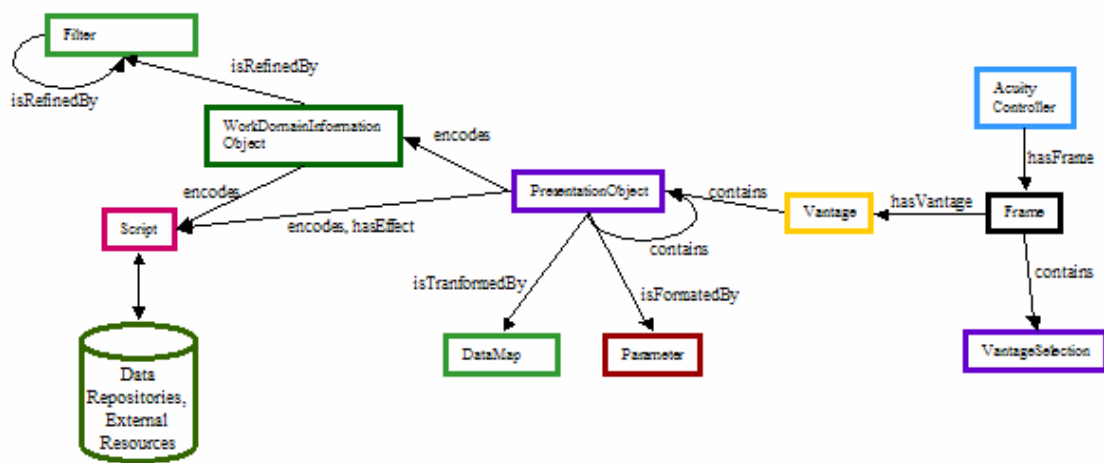 Filter
isRefinedBy
isRefinedBy
Acuity
Controller
WorkDomainInformation
Object
encodes
hasFrame
encodes
PresentationObject
contains
Vantage
hasVantage
Frame
Script
encodes, hasEffect
contains
contains
isTranformedBy
isFormatedBy
DataMap
Parameter
VantageSelection
Data
Repositories,
External
Resources